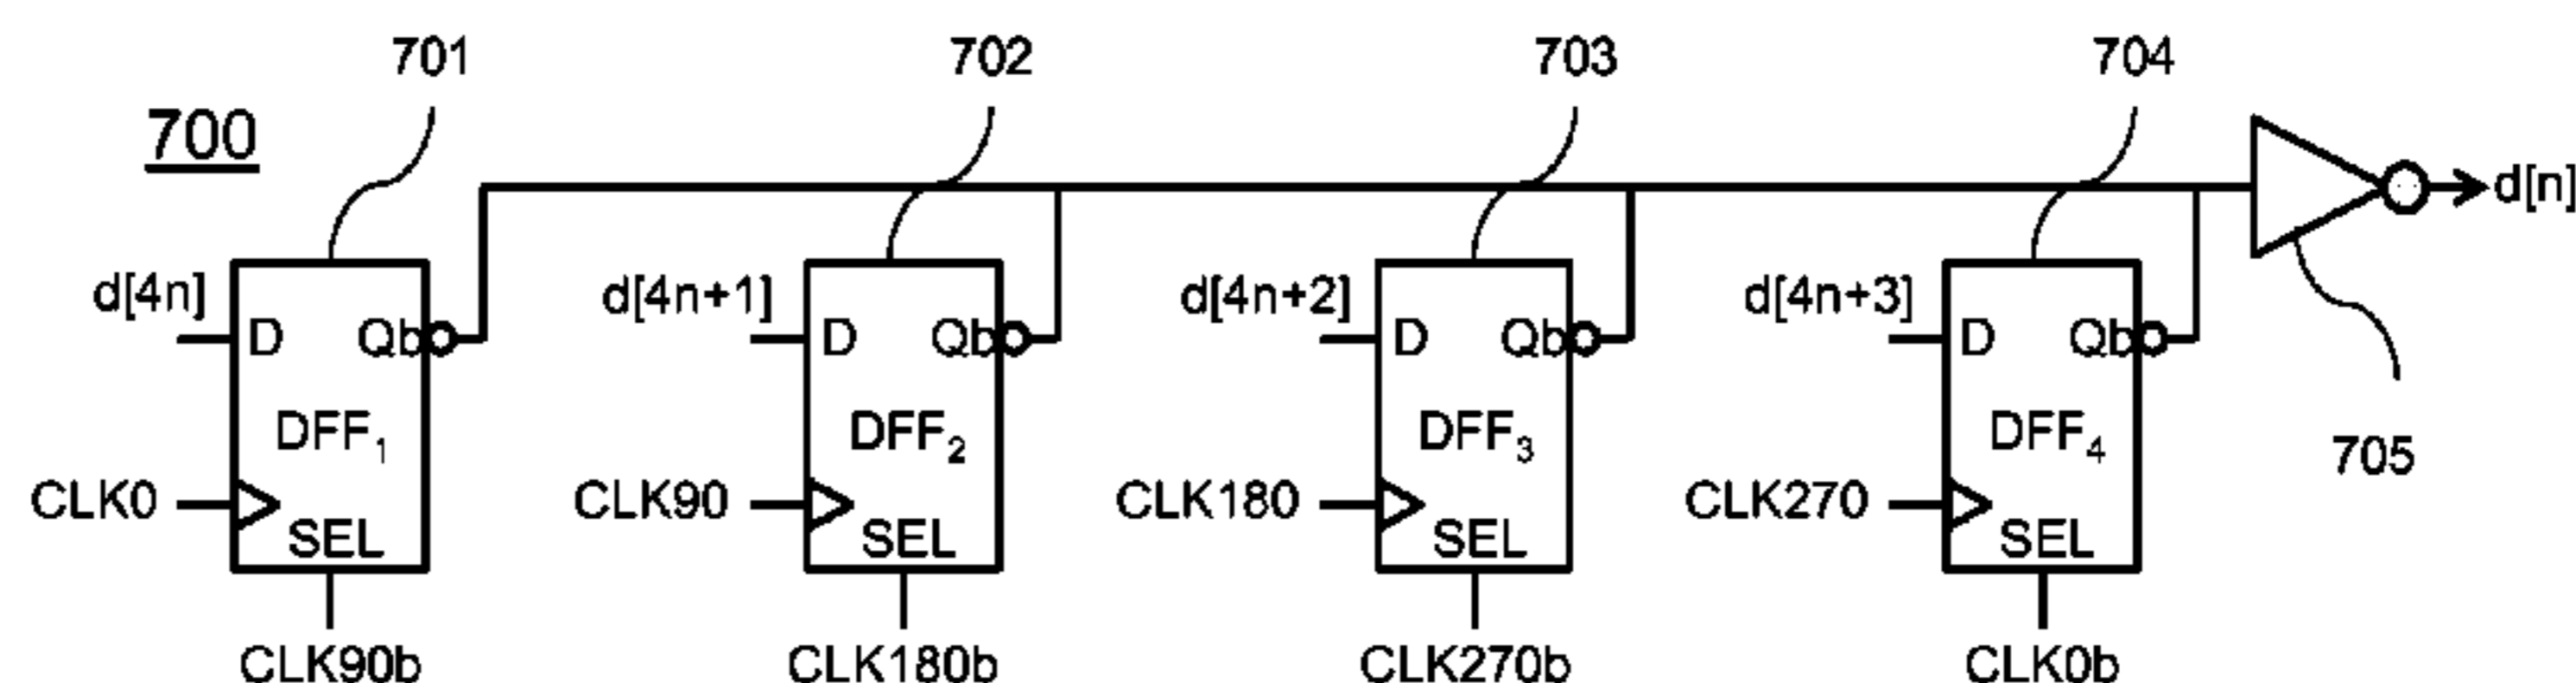 701 702 703 704
700
d[n]
d[4n] d[4n+1] d[4n+2] d[4n+3]
D Qb D Qb D Qb D Qb
DFF1 DFF2 DFF3 DFF4
705
CLK0 CLK90 CLK180 CLK270
SEL SEL SEL SEL
CLK90b CLK180b CLK270b CLK0b